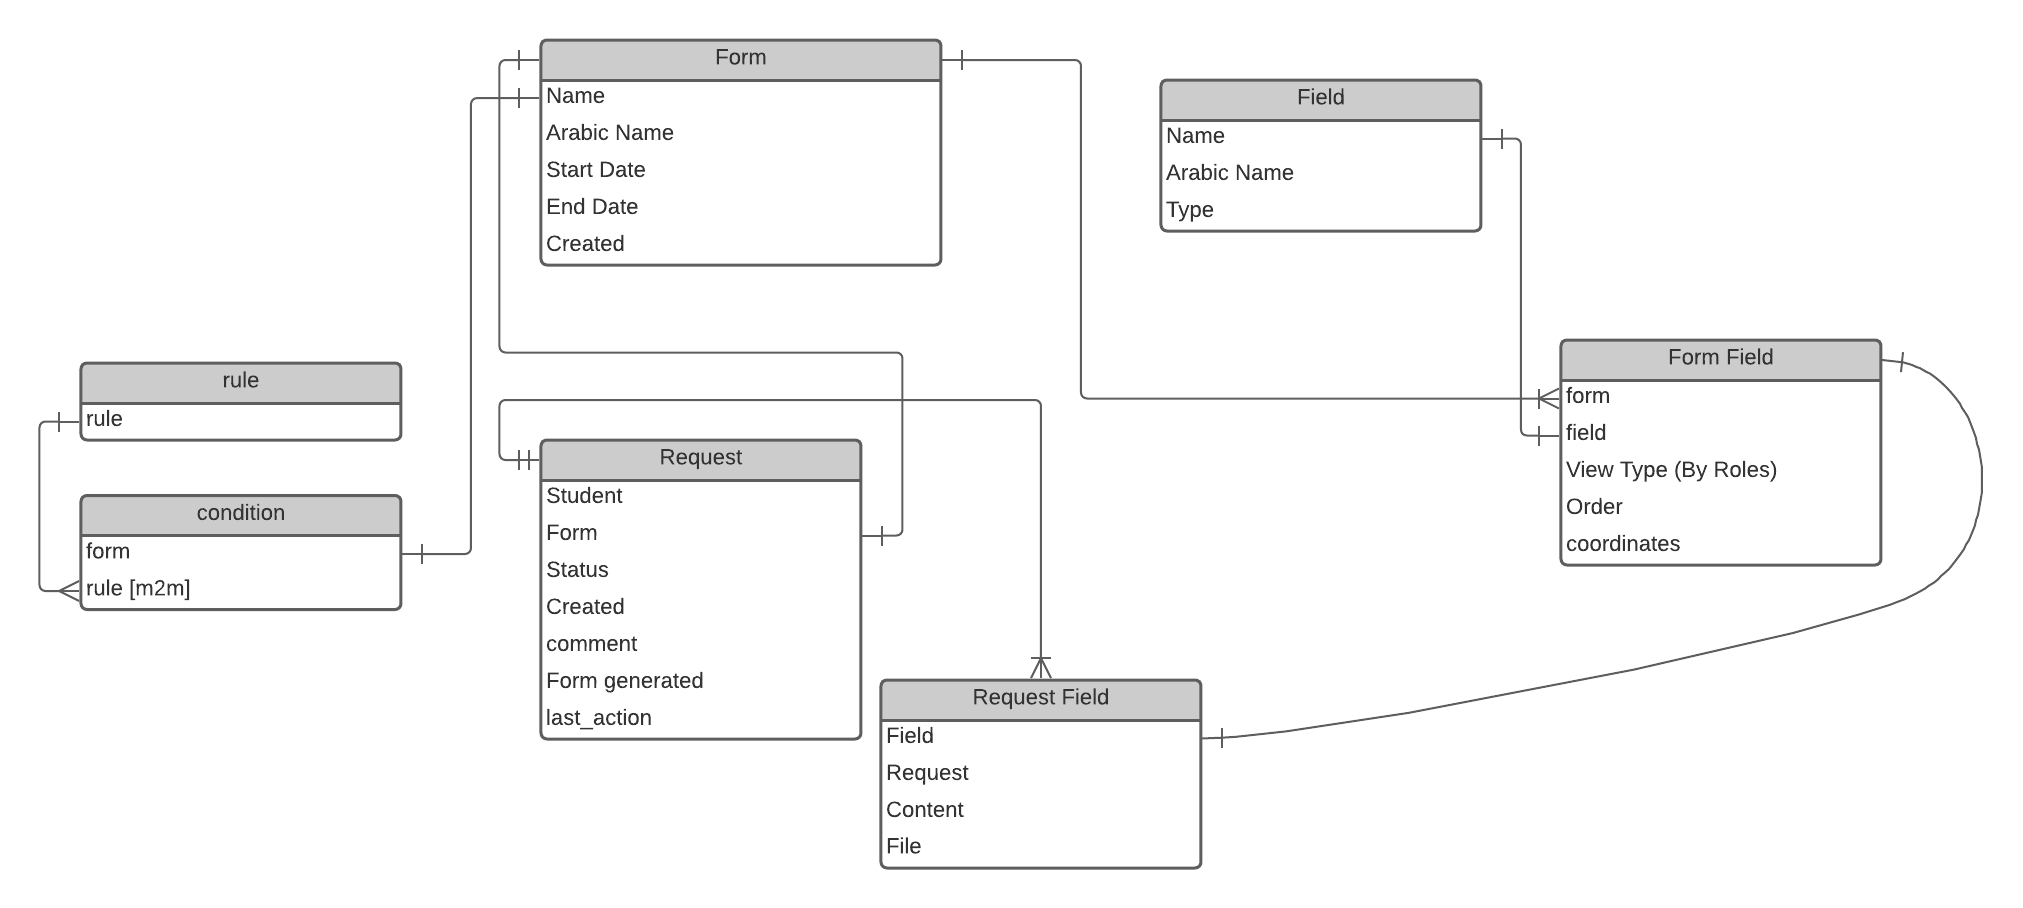 Form
Name
Arabic Name
Start Date
End Date
Created
Field
Name
Arabic Name
Type
rule
rule
condition
form
rule [m2m]
Request
Student
Form
Status
Created
comment
Form generated
last_action
Form Field
form
field
View Type (By Roles)
Order
coordinates
Request Field
Field
Request
Content
File